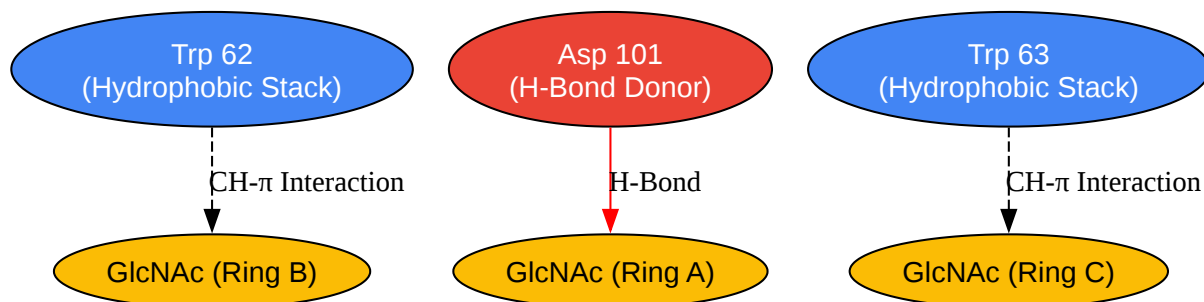 Trp 62
(Hydrophobic Stack)
Asp 101
(H-Bond Donor)
Trp 63
(Hydrophobic Stack)
CH-π Interaction
H-Bond
CH-π Interaction
GlcNAc (Ring B)
GlcNAc (Ring A)
GlcNAc (Ring C)